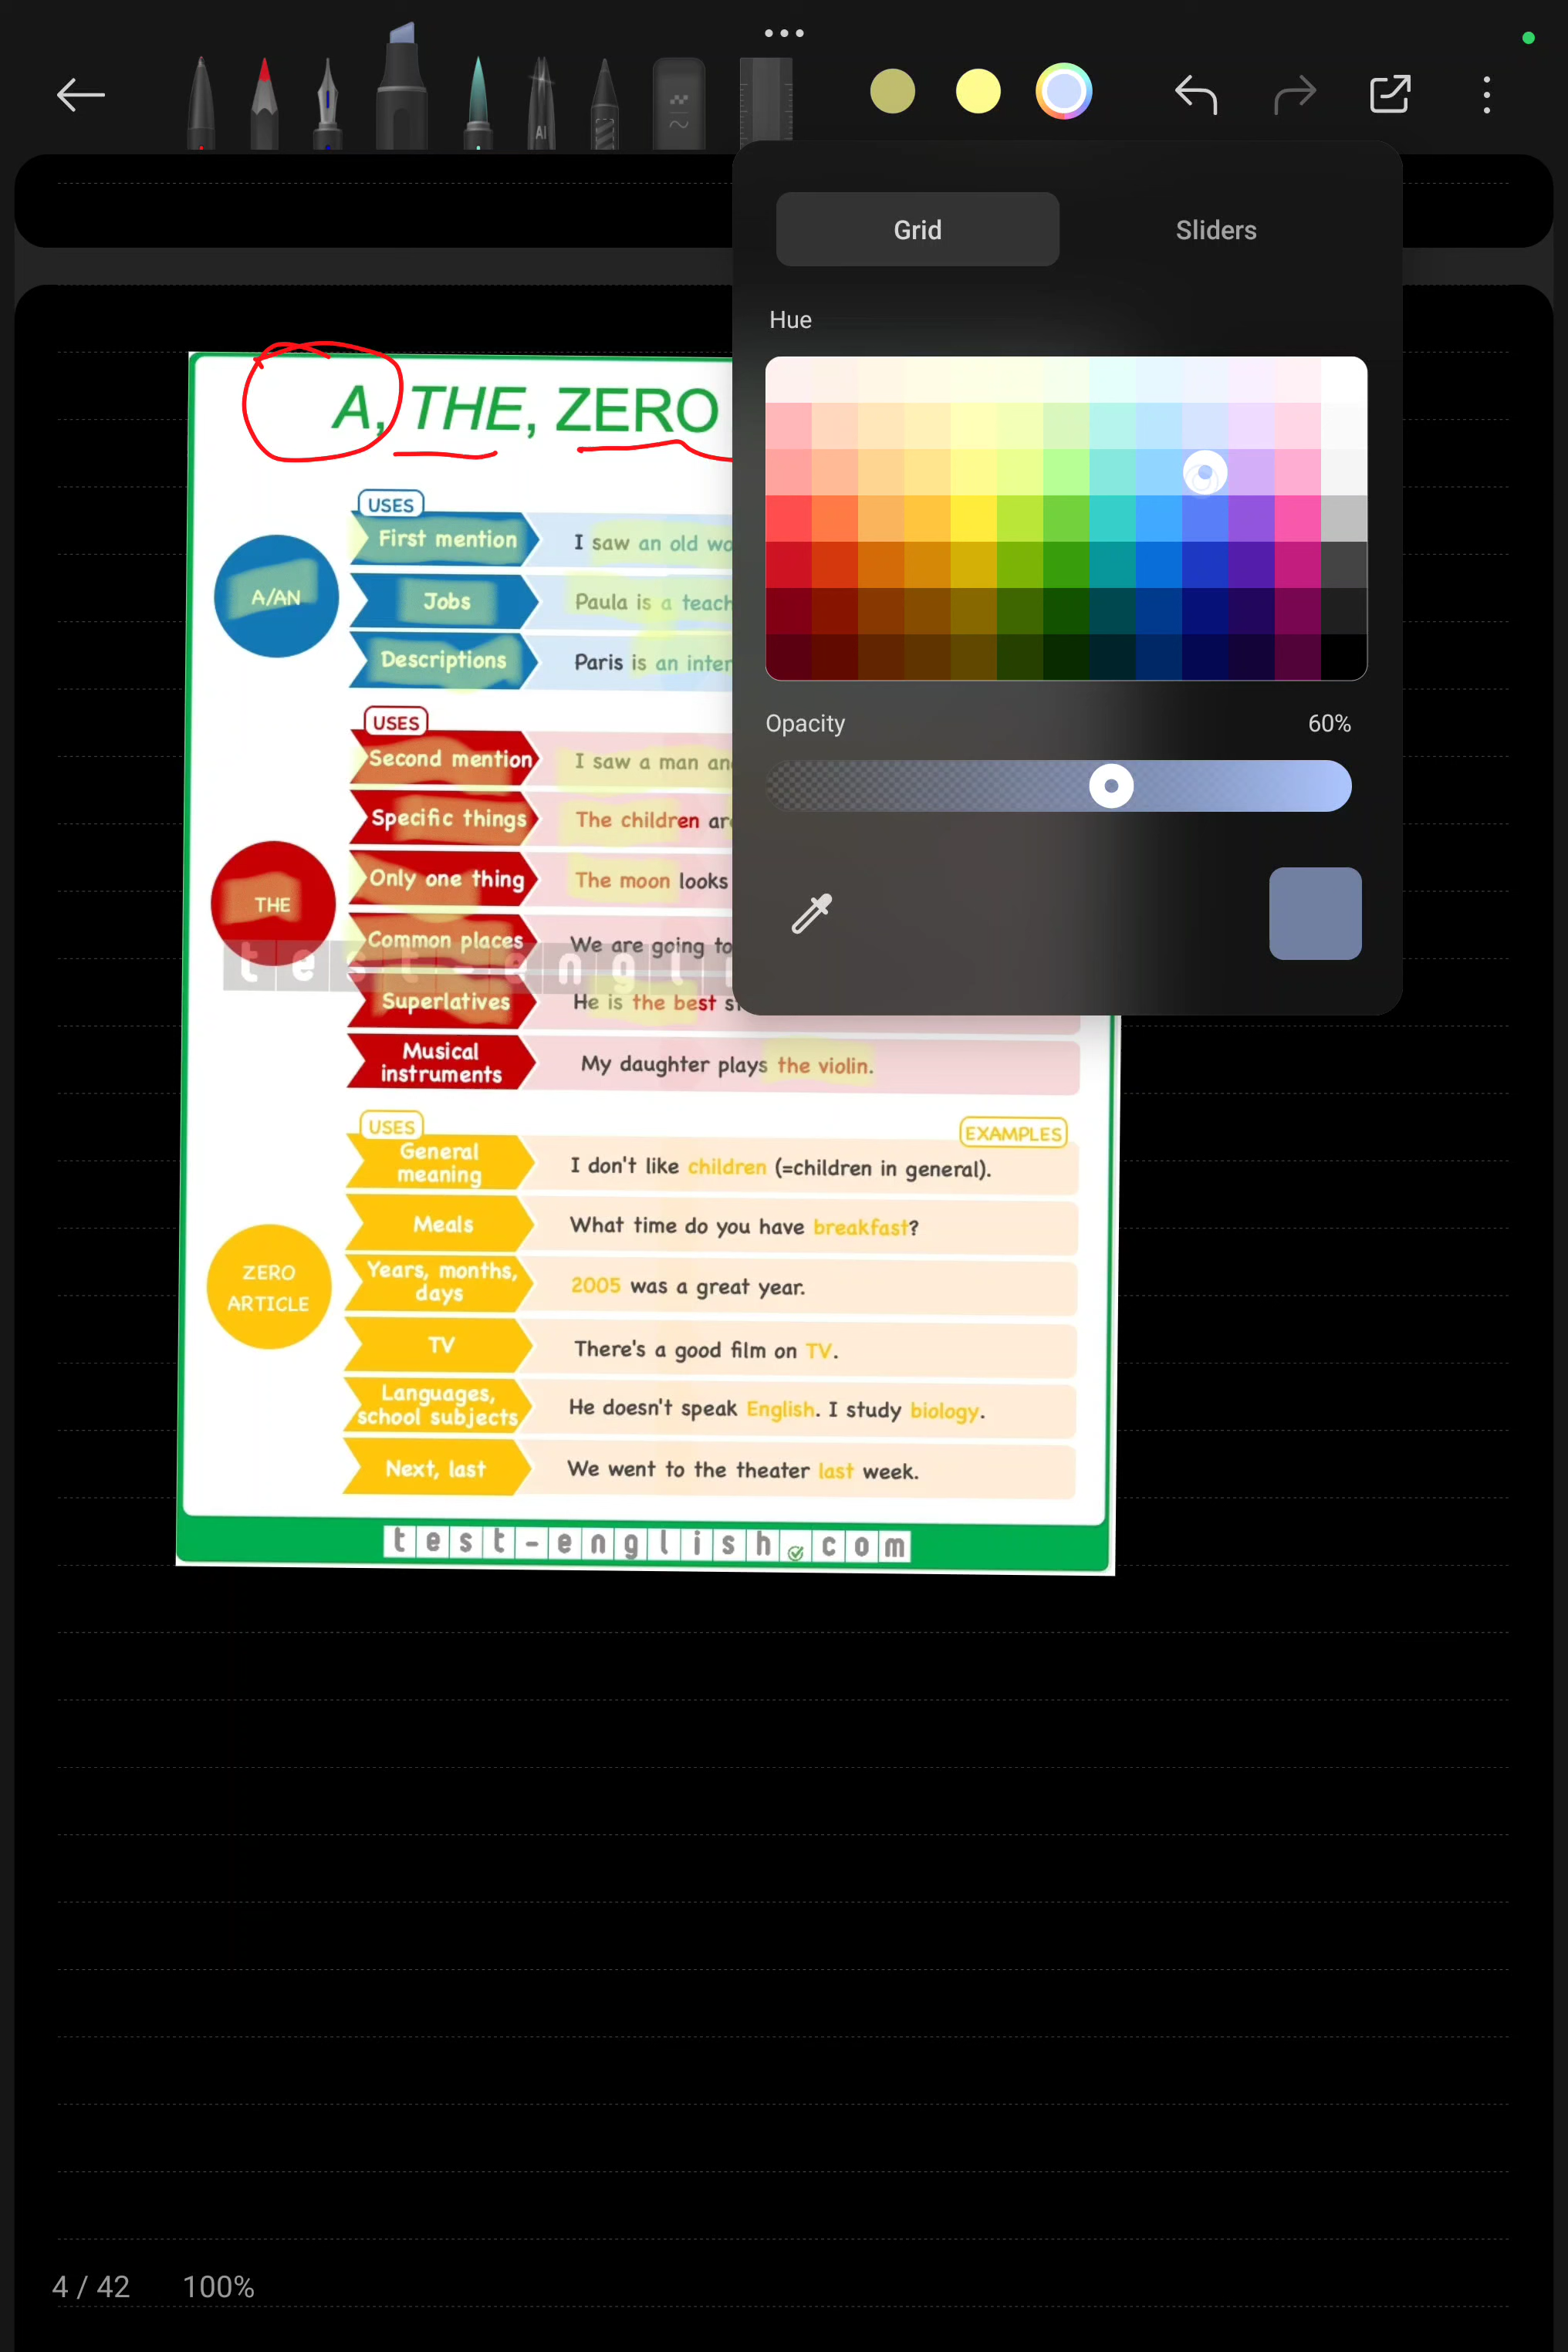 AI
Grid Sliders
Hue
Opacity 60%
A, THE, ZERO
USES
A/AN
First mention I saw an old wo
Jobs Paula is a teach
Descriptions Paris is an inter
USES
THE
Second mention I saw a man an
Specific things The children are
Only one thing The moon looks
Common places We are going to
test-engl
Superlatives He is the best st
Musical instruments My daughter plays the violin.
USES EXAMPLES
ZERO ARTICLE
General meaning I don't like children (=children in general).
Meals What time do you have breakfast?
Years, months, days 2005 was a great year.
TV There's a good film on TV.
Languages, school subjects He doesn't speak English. I study biology.
Next, last We went to the theater last week.
test-english.com
4 / 42 100%